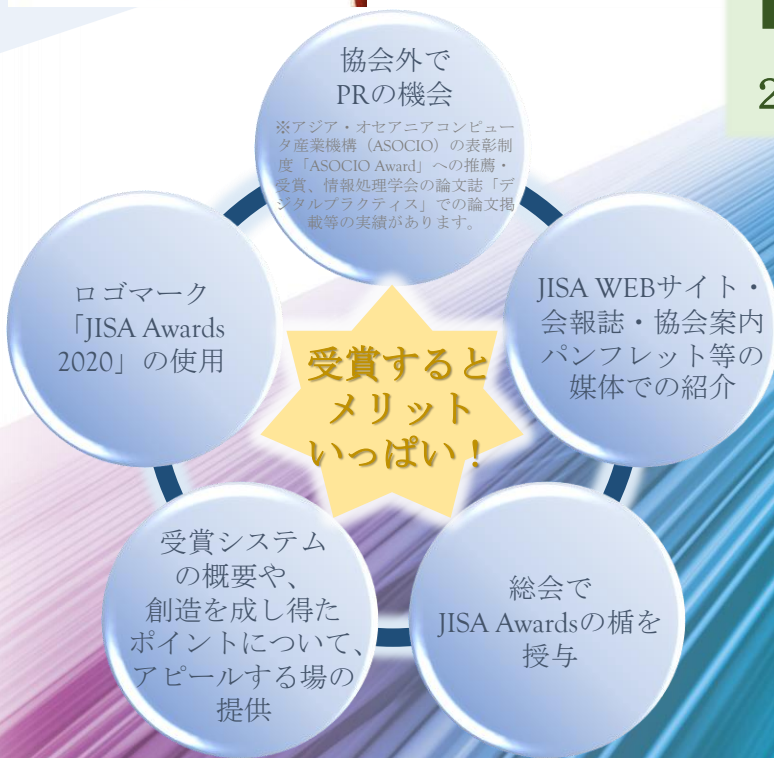 協会外で
PRの機会
※アジア・オセアニアコンピュー
タ産業機構（ASOCIO）の表彰制
度「ASOCIO Award」への推薦・
受賞、情報処理学会の論文誌「デ
ジタルプラクティス」での論文掲
載等の実績があります。
JISA WEBサイト・
会報誌・協会案内
パンフレット等の
媒体での紹介
総会で
JISA Awardsの楯を
授与
受賞システム
の概要や、
創造を成し得た
ポイントについて、
アピールする場の
提供
ロゴマーク
「JISA Awards
2020」の使用
受賞すると
メリット
いっぱい！
2